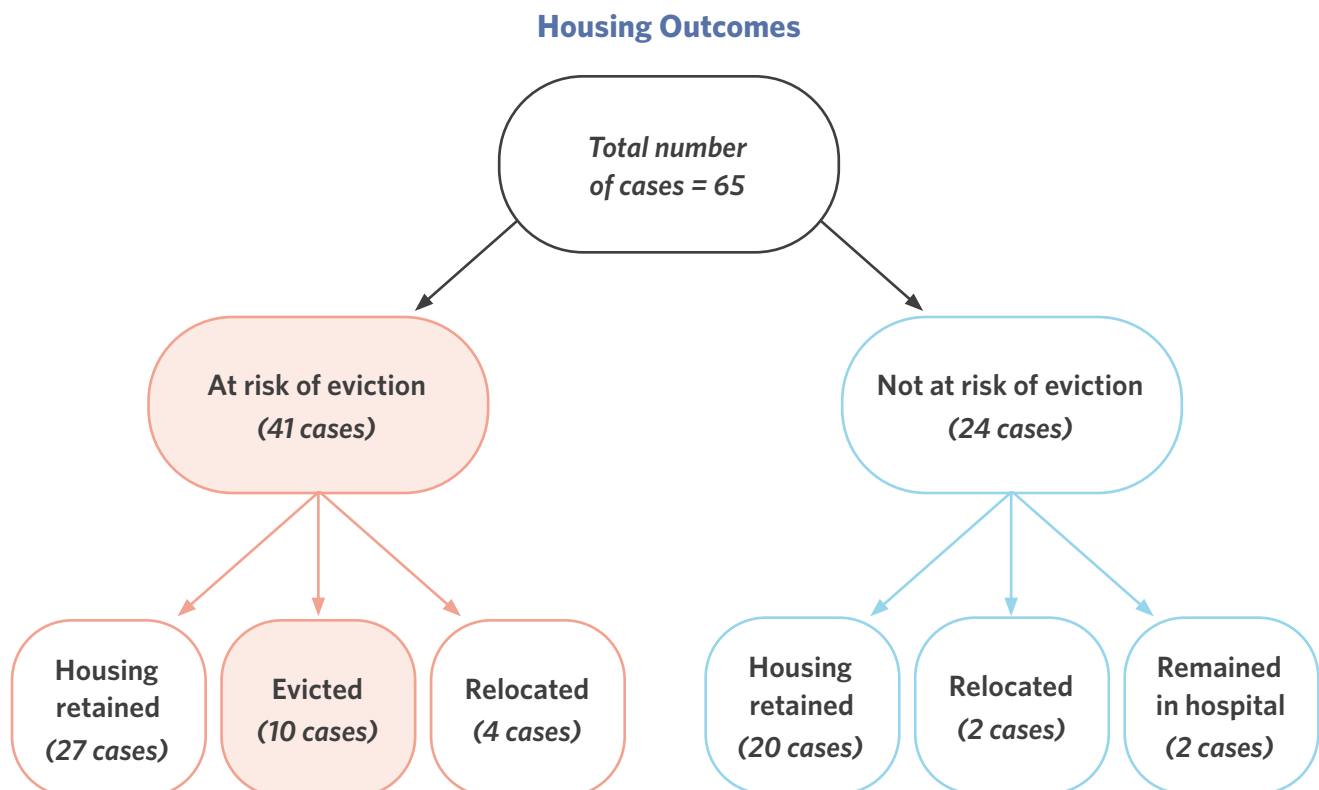 Housing Outcomes
Total number
of cases = 65
At risk of eviction
(41 cases)
Not at risk of eviction
(24 cases)
Housing
retained
(27 cases)
Evicted
(10 cases)
Relocated
(4 cases)
Housing
retained
(20 cases)
Relocated
(2 cases)
Remained
in hospital
(2 cases)